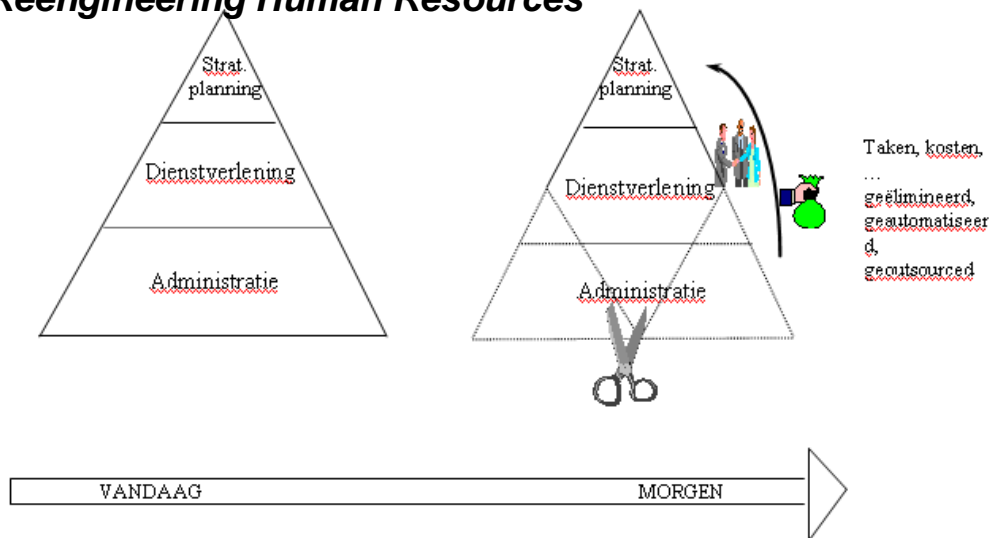 Reengineering Human Resources
Strat.
planning
Dienstverlening
Administratie
Strat.
planning
Dienstverlening
Administratie
Taken, kosten,
...
geëlimineerd,
geautomatiseer
d,
geoutsourced
VANDAAG
MORGEN